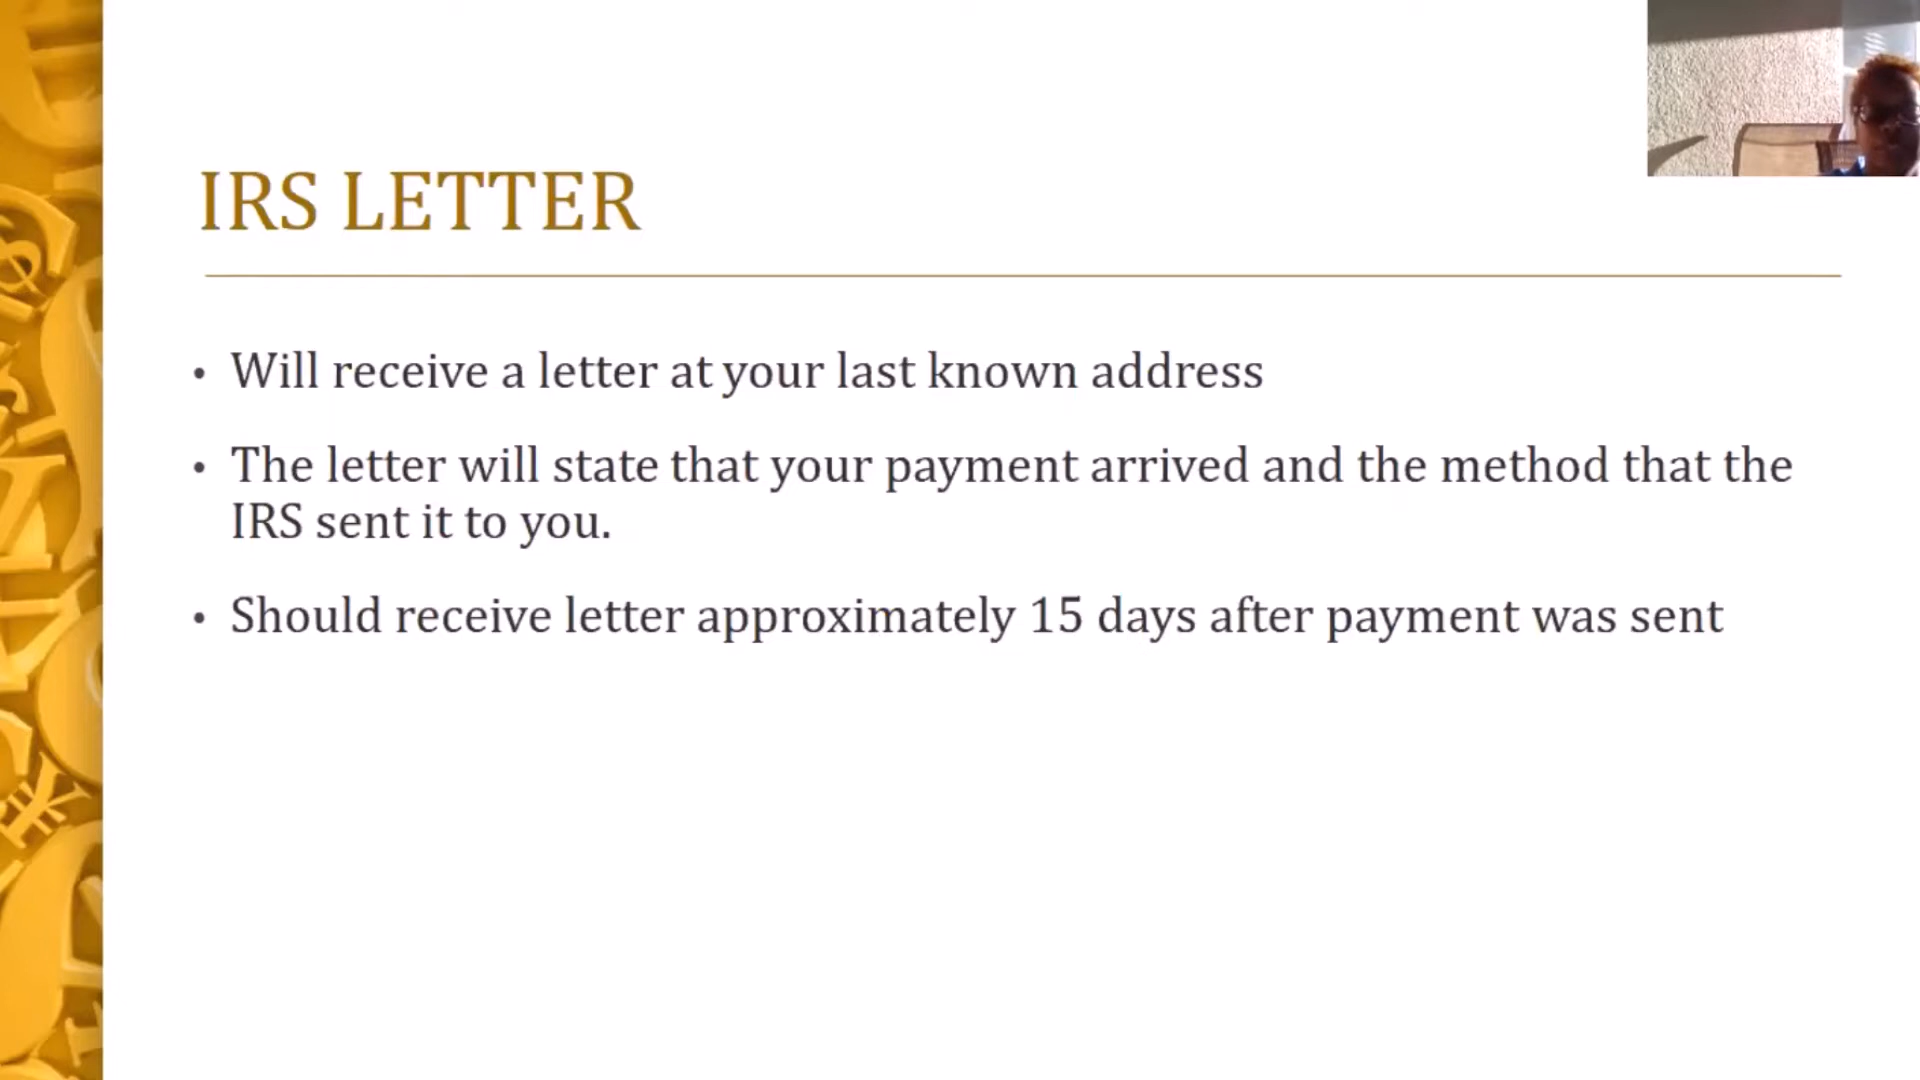 IRS LETTER
• Will receive a letter at your last known address
• The letter will state that your payment arrived and the method that the
IRS sent it to you.
• Should receive letter approximately 15 days after payment was sent